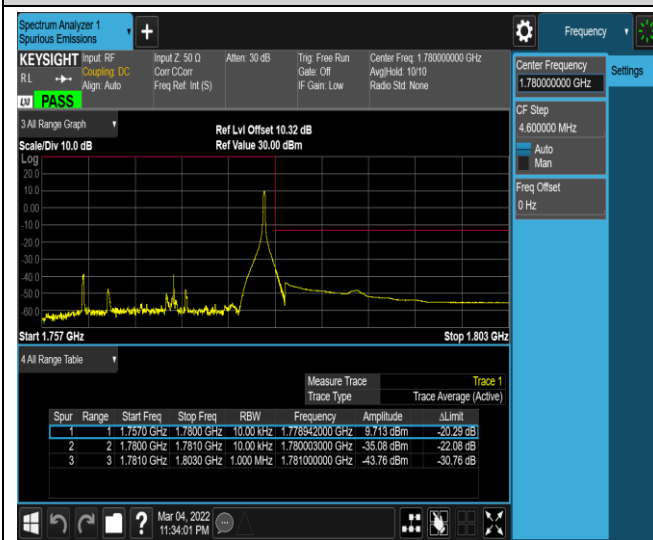 Spectrum Analyzer 1
Spurious Emissions
Frequency
KEYSIGHT
Input: RF
Coupling: DC
Align: Auto
Input Z: 50 Ω
Corr CCorr
Freq Ref: Int (S)
Atten: 30 dB
Trig: Free Run
Gate: Off
IF Gain: Low
Center Freq: 1.780000000 GHz
Avg|Hold: 10/10
Radio Std: None
RL
LXI
PASS
Center Frequency
1.780000000 GHz
Settings
CF Step
4.600000 MHz
Auto
Man
Freq Offset
0 Hz
3 All Range Graph
Scale/Div 10.0 dB
Ref Lvl Offset 10.32 dB
Ref Value 30.00 dBm
Log
20.0
10.0
0.00
-10.0
-20.0
-30.0
-40.0
-50.0
-60.0
Start 1.757 GHz
Stop 1.803 GHz
4 All Range Table
Measure Trace Trace 1
Trace Type Trace Average (Active)
Spur Range Start Freq Stop Freq RBW Frequency Amplitude ΔLimit
1 1 1.7570 GHz 1.7800 GHz 10.00 kHz 1.778942000 GHz 9.713 dBm -20.29 dB
2 2 1.7800 GHz 1.7810 GHz 10.00 kHz 1.780003000 GHz -35.08 dBm -22.08 dB
3 3 1.7810 GHz 1.8030 GHz 1.000 MHz 1.781000000 GHz -43.76 dBm -30.76 dB
Mar 04, 2022
11:34:01 PM